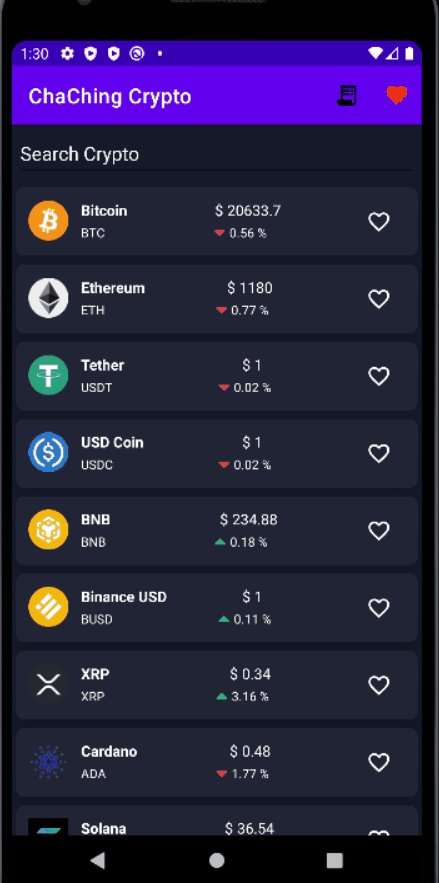 1:30
ChaChing Crypto
Search Crypto
Bitcoin $ 20633.7
BTC 0.56 %
Ethereum $ 1180
ETH 0.77 %
Tether $ 1
USDT 0.02 %
USD Coin $ 1
USDC 0.02 %
BNB $ 234.88
BNB 0.18 %
Binance USD $ 1
BUSD 0.11 %
XRP $ 0.34
XRP 3.16 %
Cardano $ 0.48
ADA 1.77 %
Solana $ 36.54